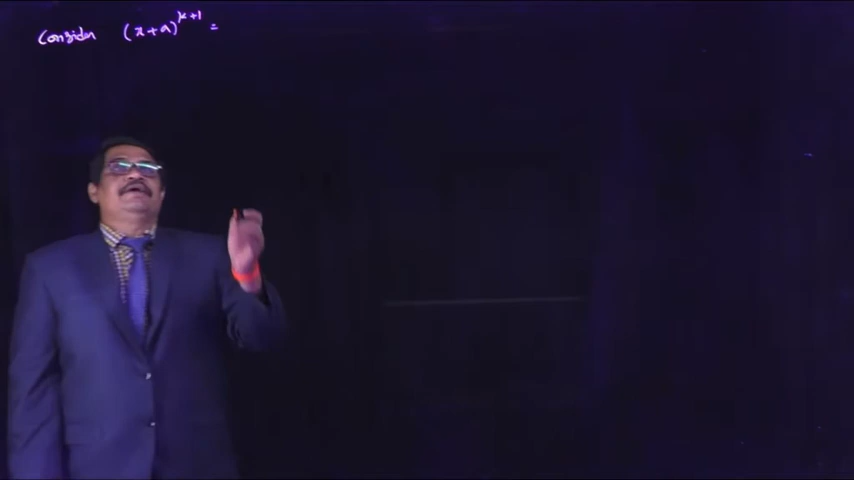 Consider (x+a)^{k+1} =